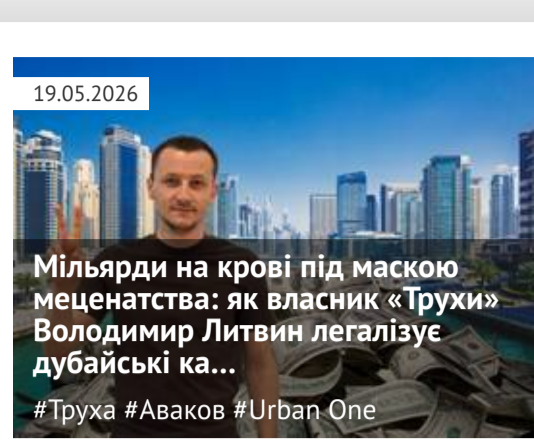 19.05.2026
Мільярди на крові під маскою
меценатства: як власник «Трухи»
Володимир Литвин легалізує
дубайські ка...
#Труха #Аваков #Urban One